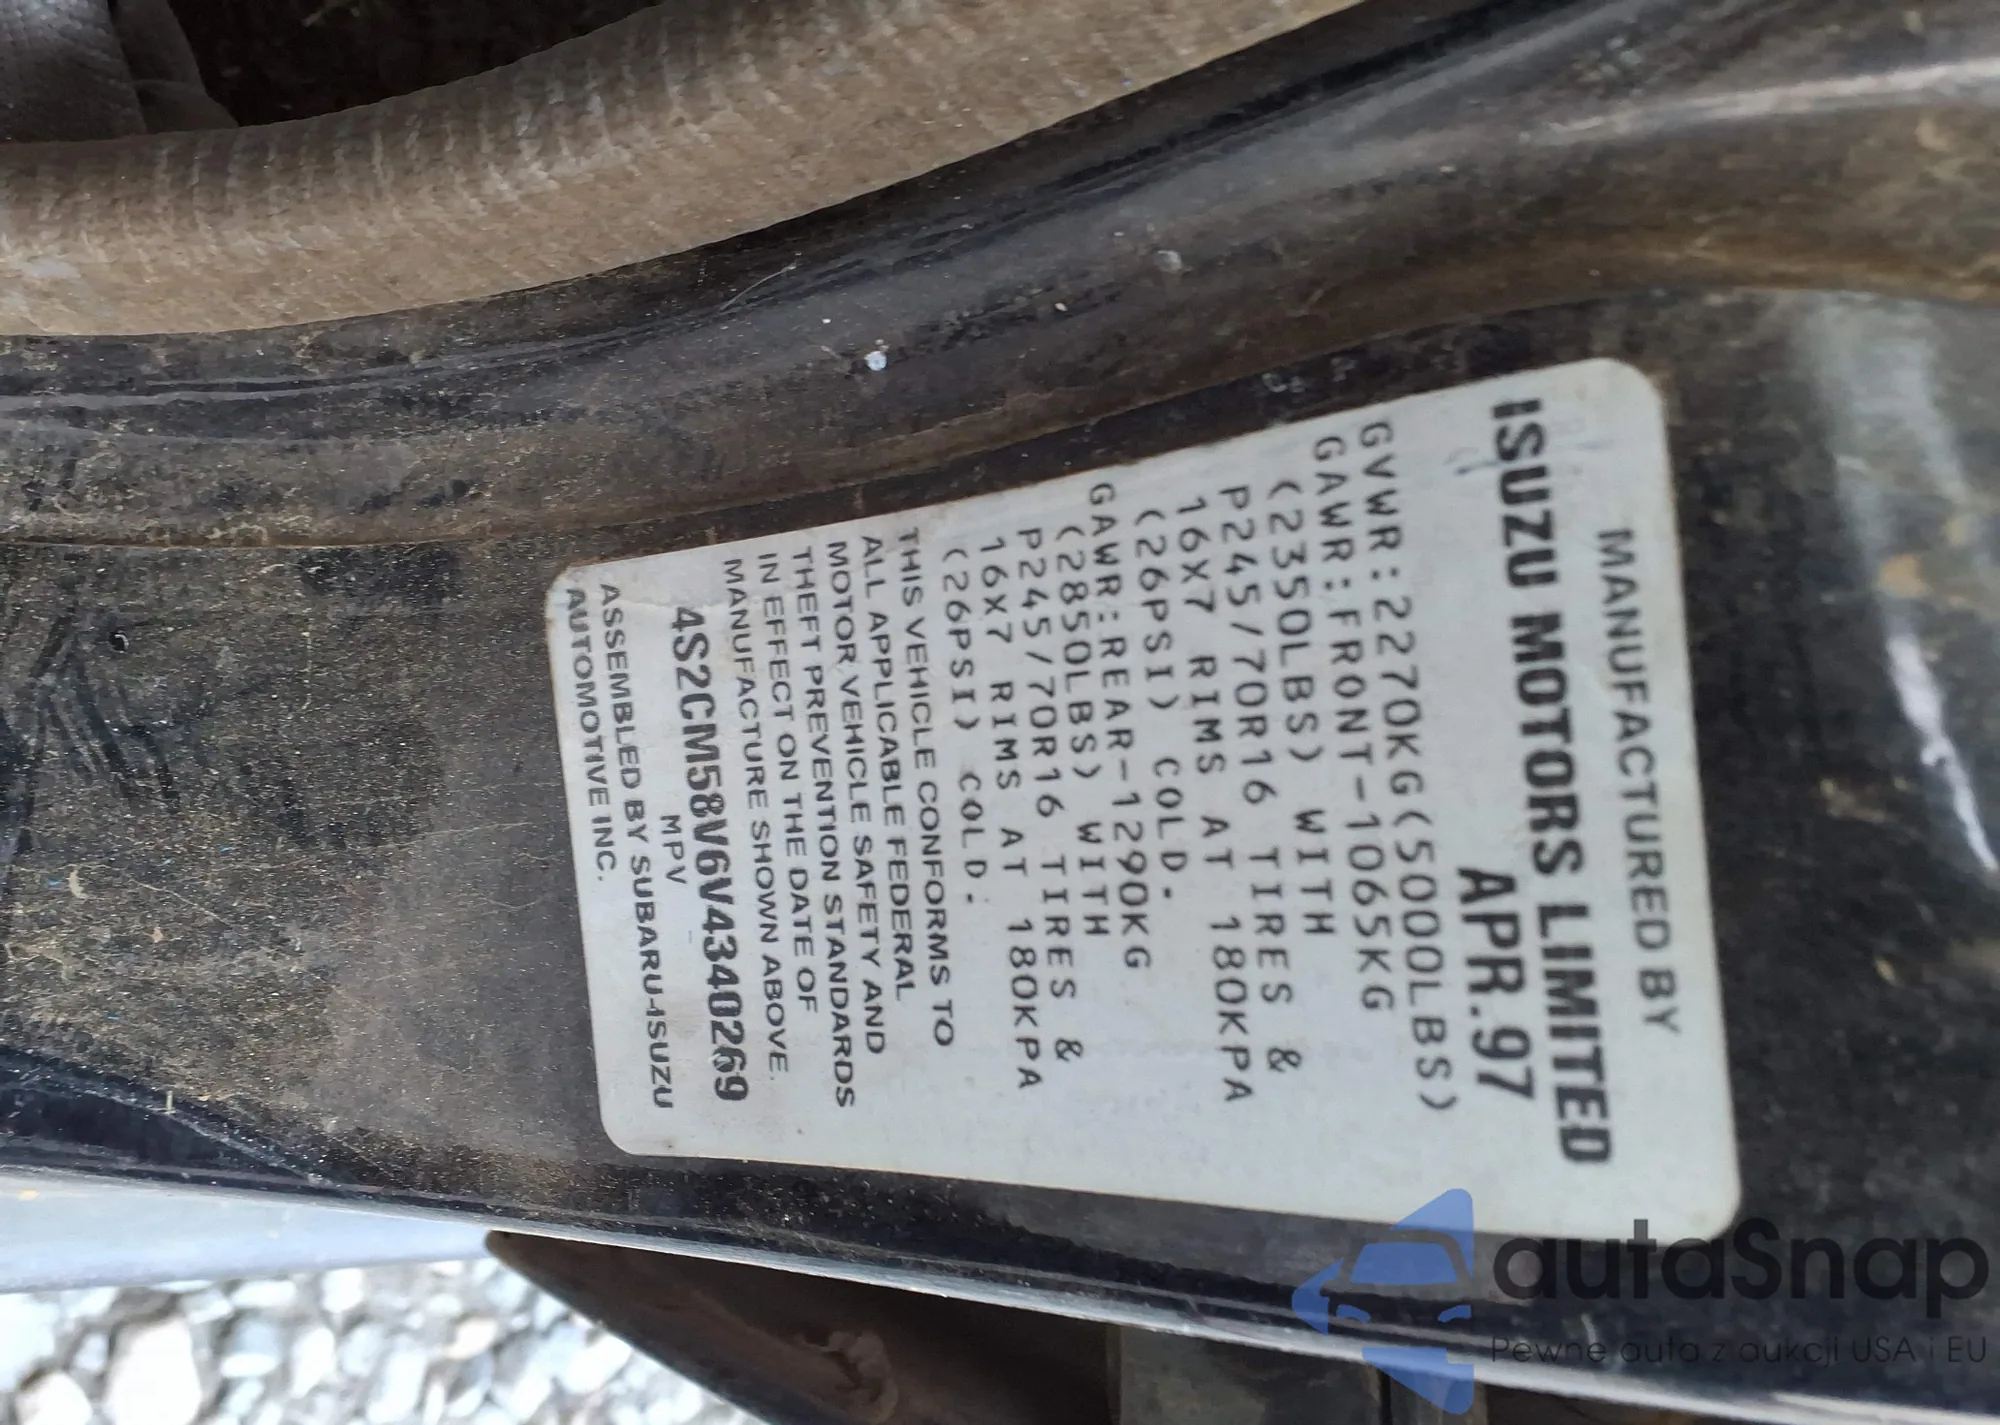 MANUFACTURED BY
ISUZU MOTORS LIMITED
APR.97
GVWR:2270KG(5000LBS)
GAWR:FRONT-1065KG
(2350LBS) WITH
P245/70R16 TIRES &
16X7 RIMS AT 180KPA
(26PSI) COLD.
GAWR:REAR-1290KG
(2850LBS) WITH
P245/70R16 TIRES &
16X7 RIMS AT 180KPA
(26PSI) COLD.
THIS VEHICLE CONFORMS TO
ALL APPLICABLE FEDERAL
MOTOR VEHICLE SAFETY AND
THEFT PREVENTION STANDARDS
IN EFFECT ON THE DATE OF
MANUFACTURE SHOWN ABOVE.
4S2CM58V6V4340269
MPV
ASSEMBLED BY SUBARU-ISUZU
AUTOMOTIVE INC.
autaSnap
Pewne auta z aukcji USA i EU